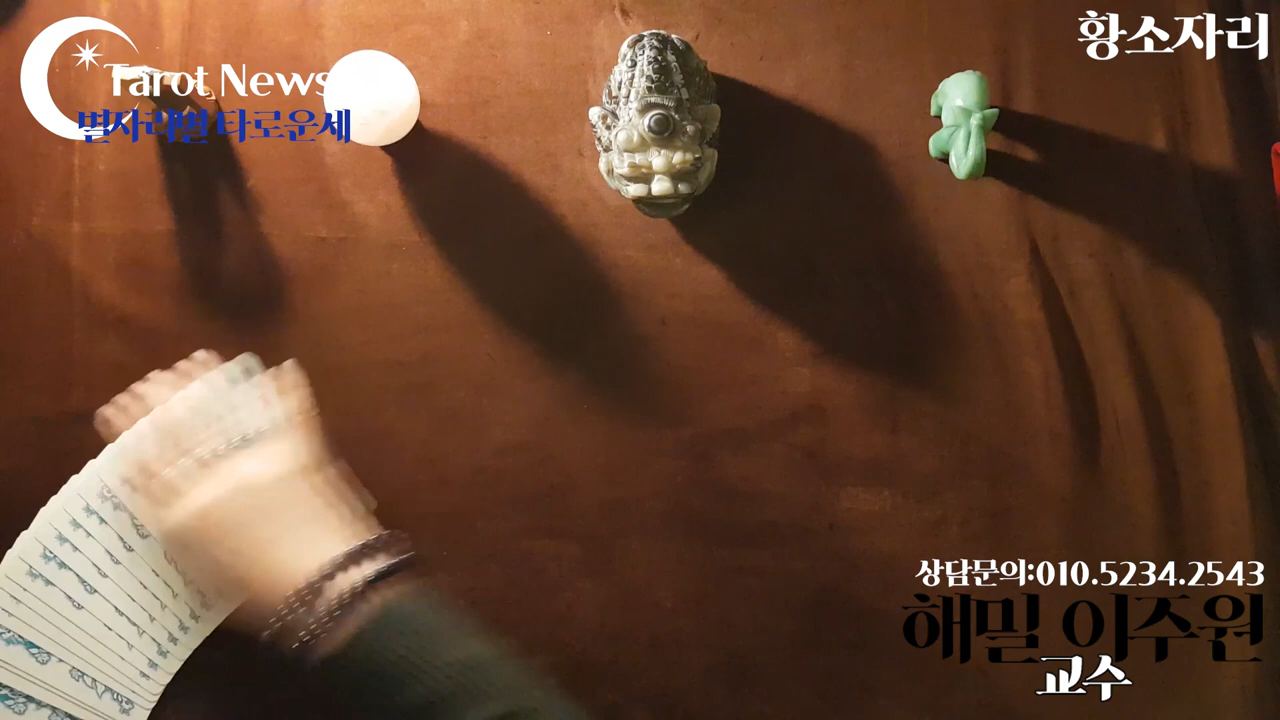 황소자리
Tarot News
별자리별 타로운세
상담문의:010.5234.2543
해밀 이주원
교수